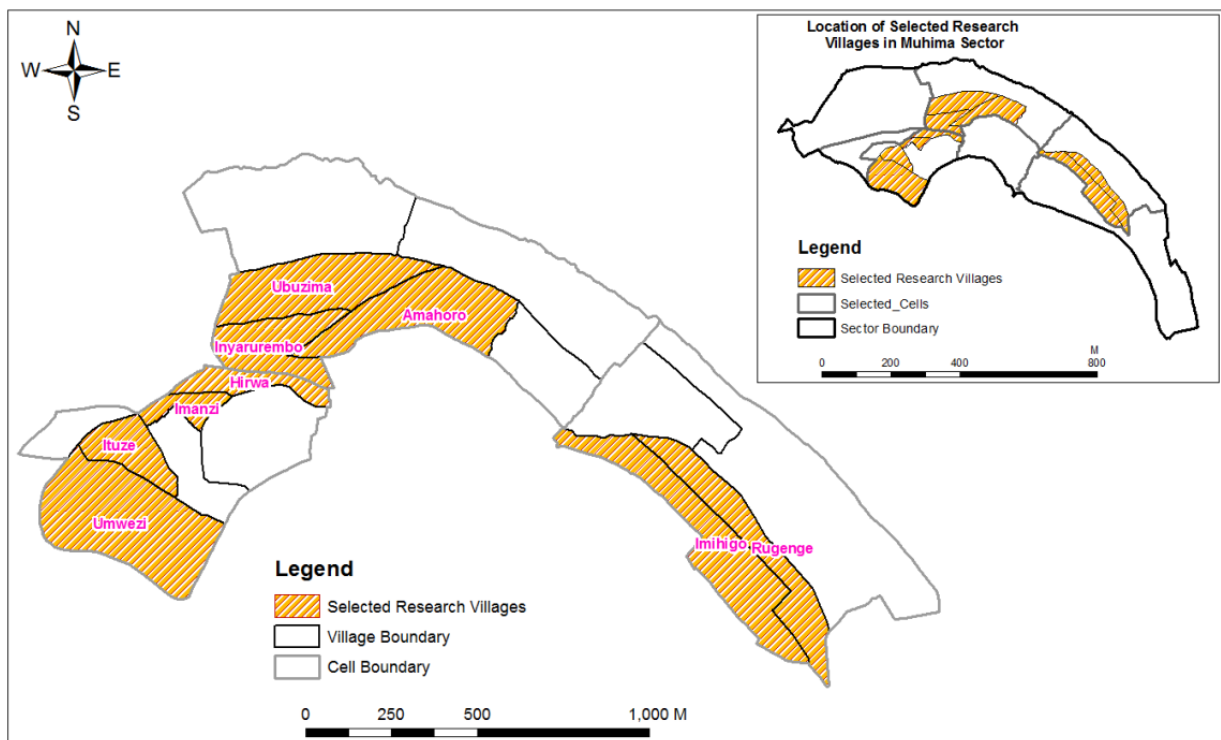 N
W E
S
Ubuzima
Amahoro
Inyarurembo
Hirwa
Imanzi
Ituze
Umwezi
Imihigo Rugenge
Legend
Selected Research Villages
Village Boundary
Cell Boundary
0 250 500 1,000 M
Location of Selected Research
Villages in Muhima Sector
Legend
Selected Research Villages
Selected_Cells
Sector Boundary
M
0 200 400 800